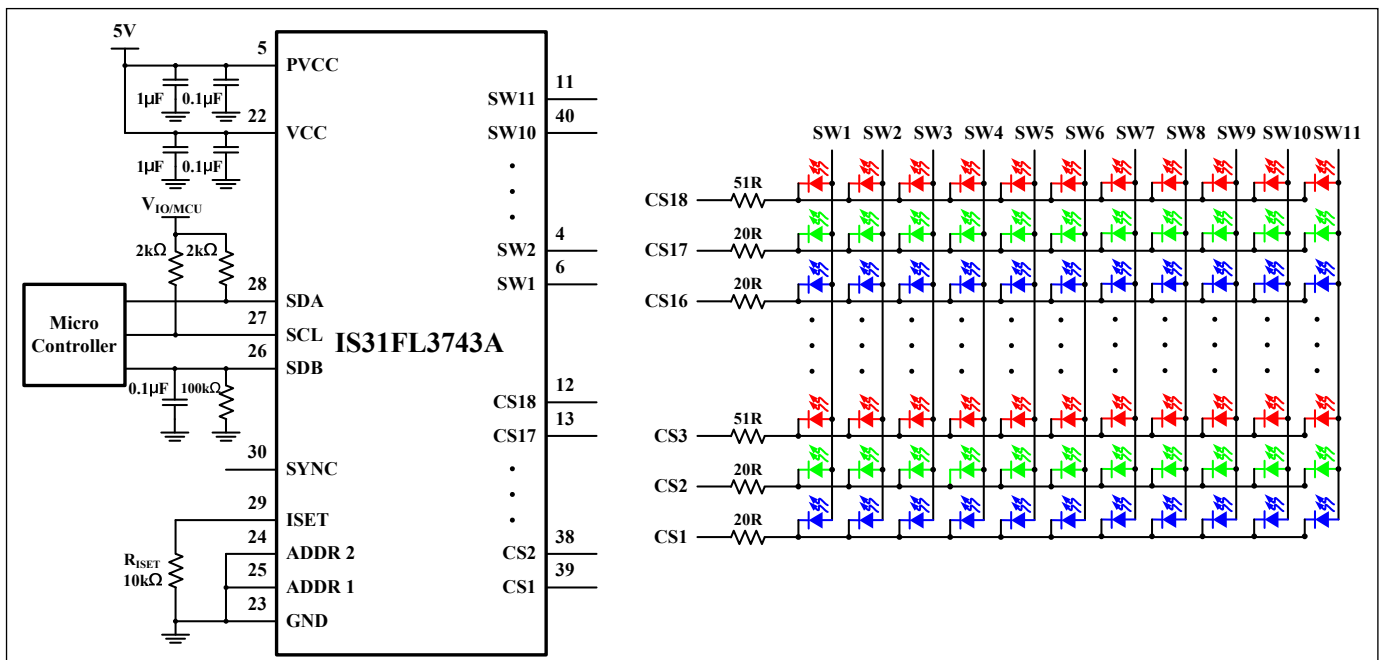 5V
5
PVCC
1μF 0.1μF
22
VCC
1μF 0.1μF
V_IO/MCU
2kΩ 2kΩ
28
SDA
27
SCL
26
SDB
Micro
Controller
0.1μF 100kΩ
30
SYNC
29
ISET
24
ADDR 2
25
ADDR 1
23
GND
R_ISET
10kΩ
IS31FL3743A
11
SW11
40
SW10
4
SW2
6
SW1
12
CS18
13
CS17
38
CS2
39
CS1
SW1 SW2 SW3 SW4 SW5 SW6 SW7 SW8 SW9 SW10 SW11
51R
CS18
20R
CS17
20R
CS16
51R
CS3
20R
CS2
20R
CS1